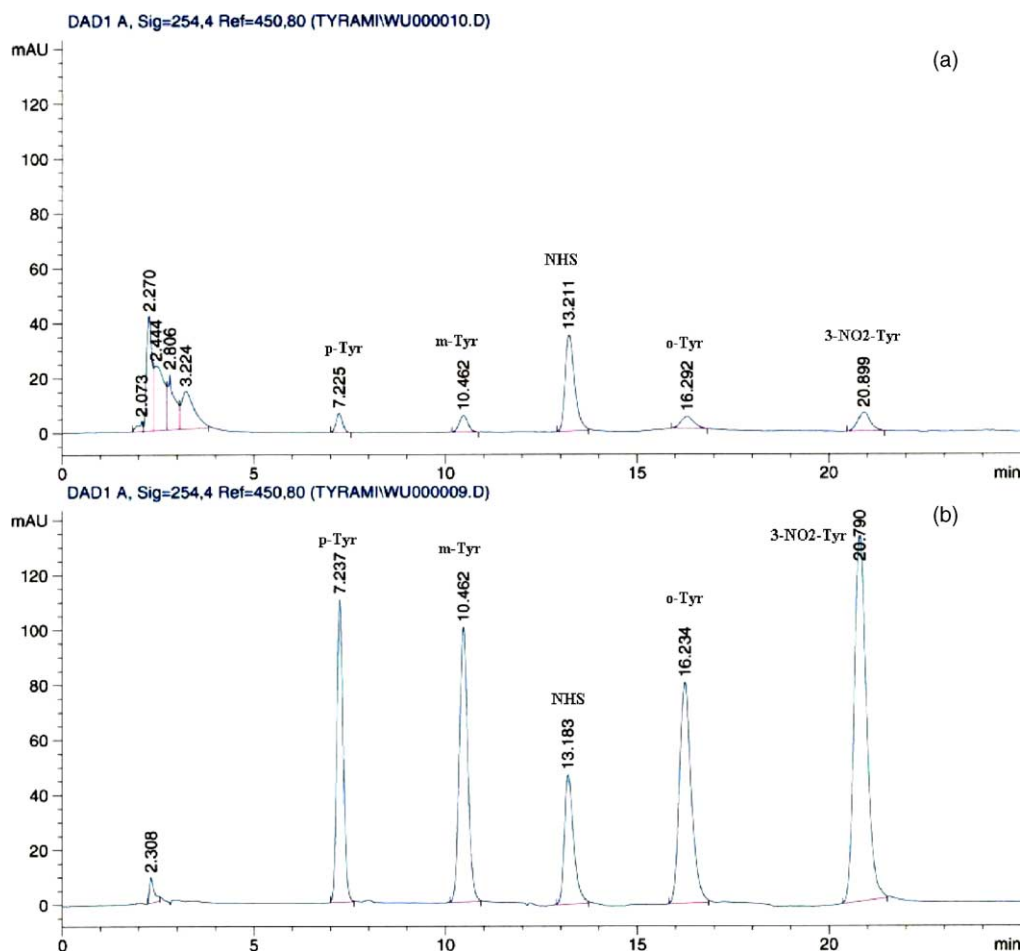 DAD1 A, Sig=254,4 Ref=450,80 (TYRAMI\WU000010.D)
mAU
(a)
120
100
80
60
40
20
0
2.073
2.270
2.444
2.806
3.224
p-Tyr
7.225
m-Tyr
10.462
NHS
13.211
o-Tyr
16.292
3-NO2-Tyr
20.899
0 5 10 15 20 min
DAD1 A, Sig=254,4 Ref=450,80 (TYRAMI\WU000009.D)
mAU
(b)
120
100
80
60
40
20
0
2.308
p-Tyr
7.237
m-Tyr
10.462
NHS
13.183
o-Tyr
16.234
3-NO2-Tyr
20.790
0 5 10 15 20 min